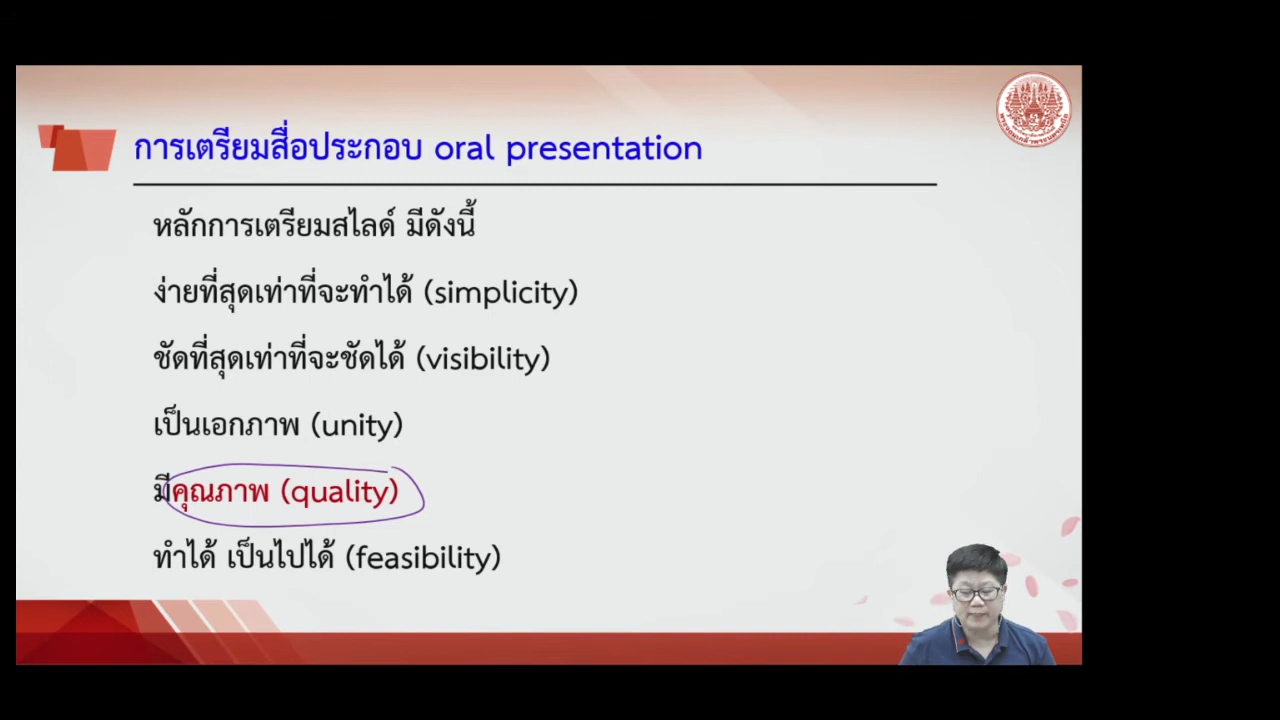 การเตรียมสื่อประกอบ oral presentation
หลักการเตรียมสไลด์ มีดังนี้
ง่ายที่สุดเท่าที่จะทำได้ (simplicity)
ชัดที่สุดเท่าที่จะชัดได้ (visibility)
เป็นเอกภาพ (unity)
มีคุณภาพ (quality)
ทำได้ เป็นไปได้ (feasibility)